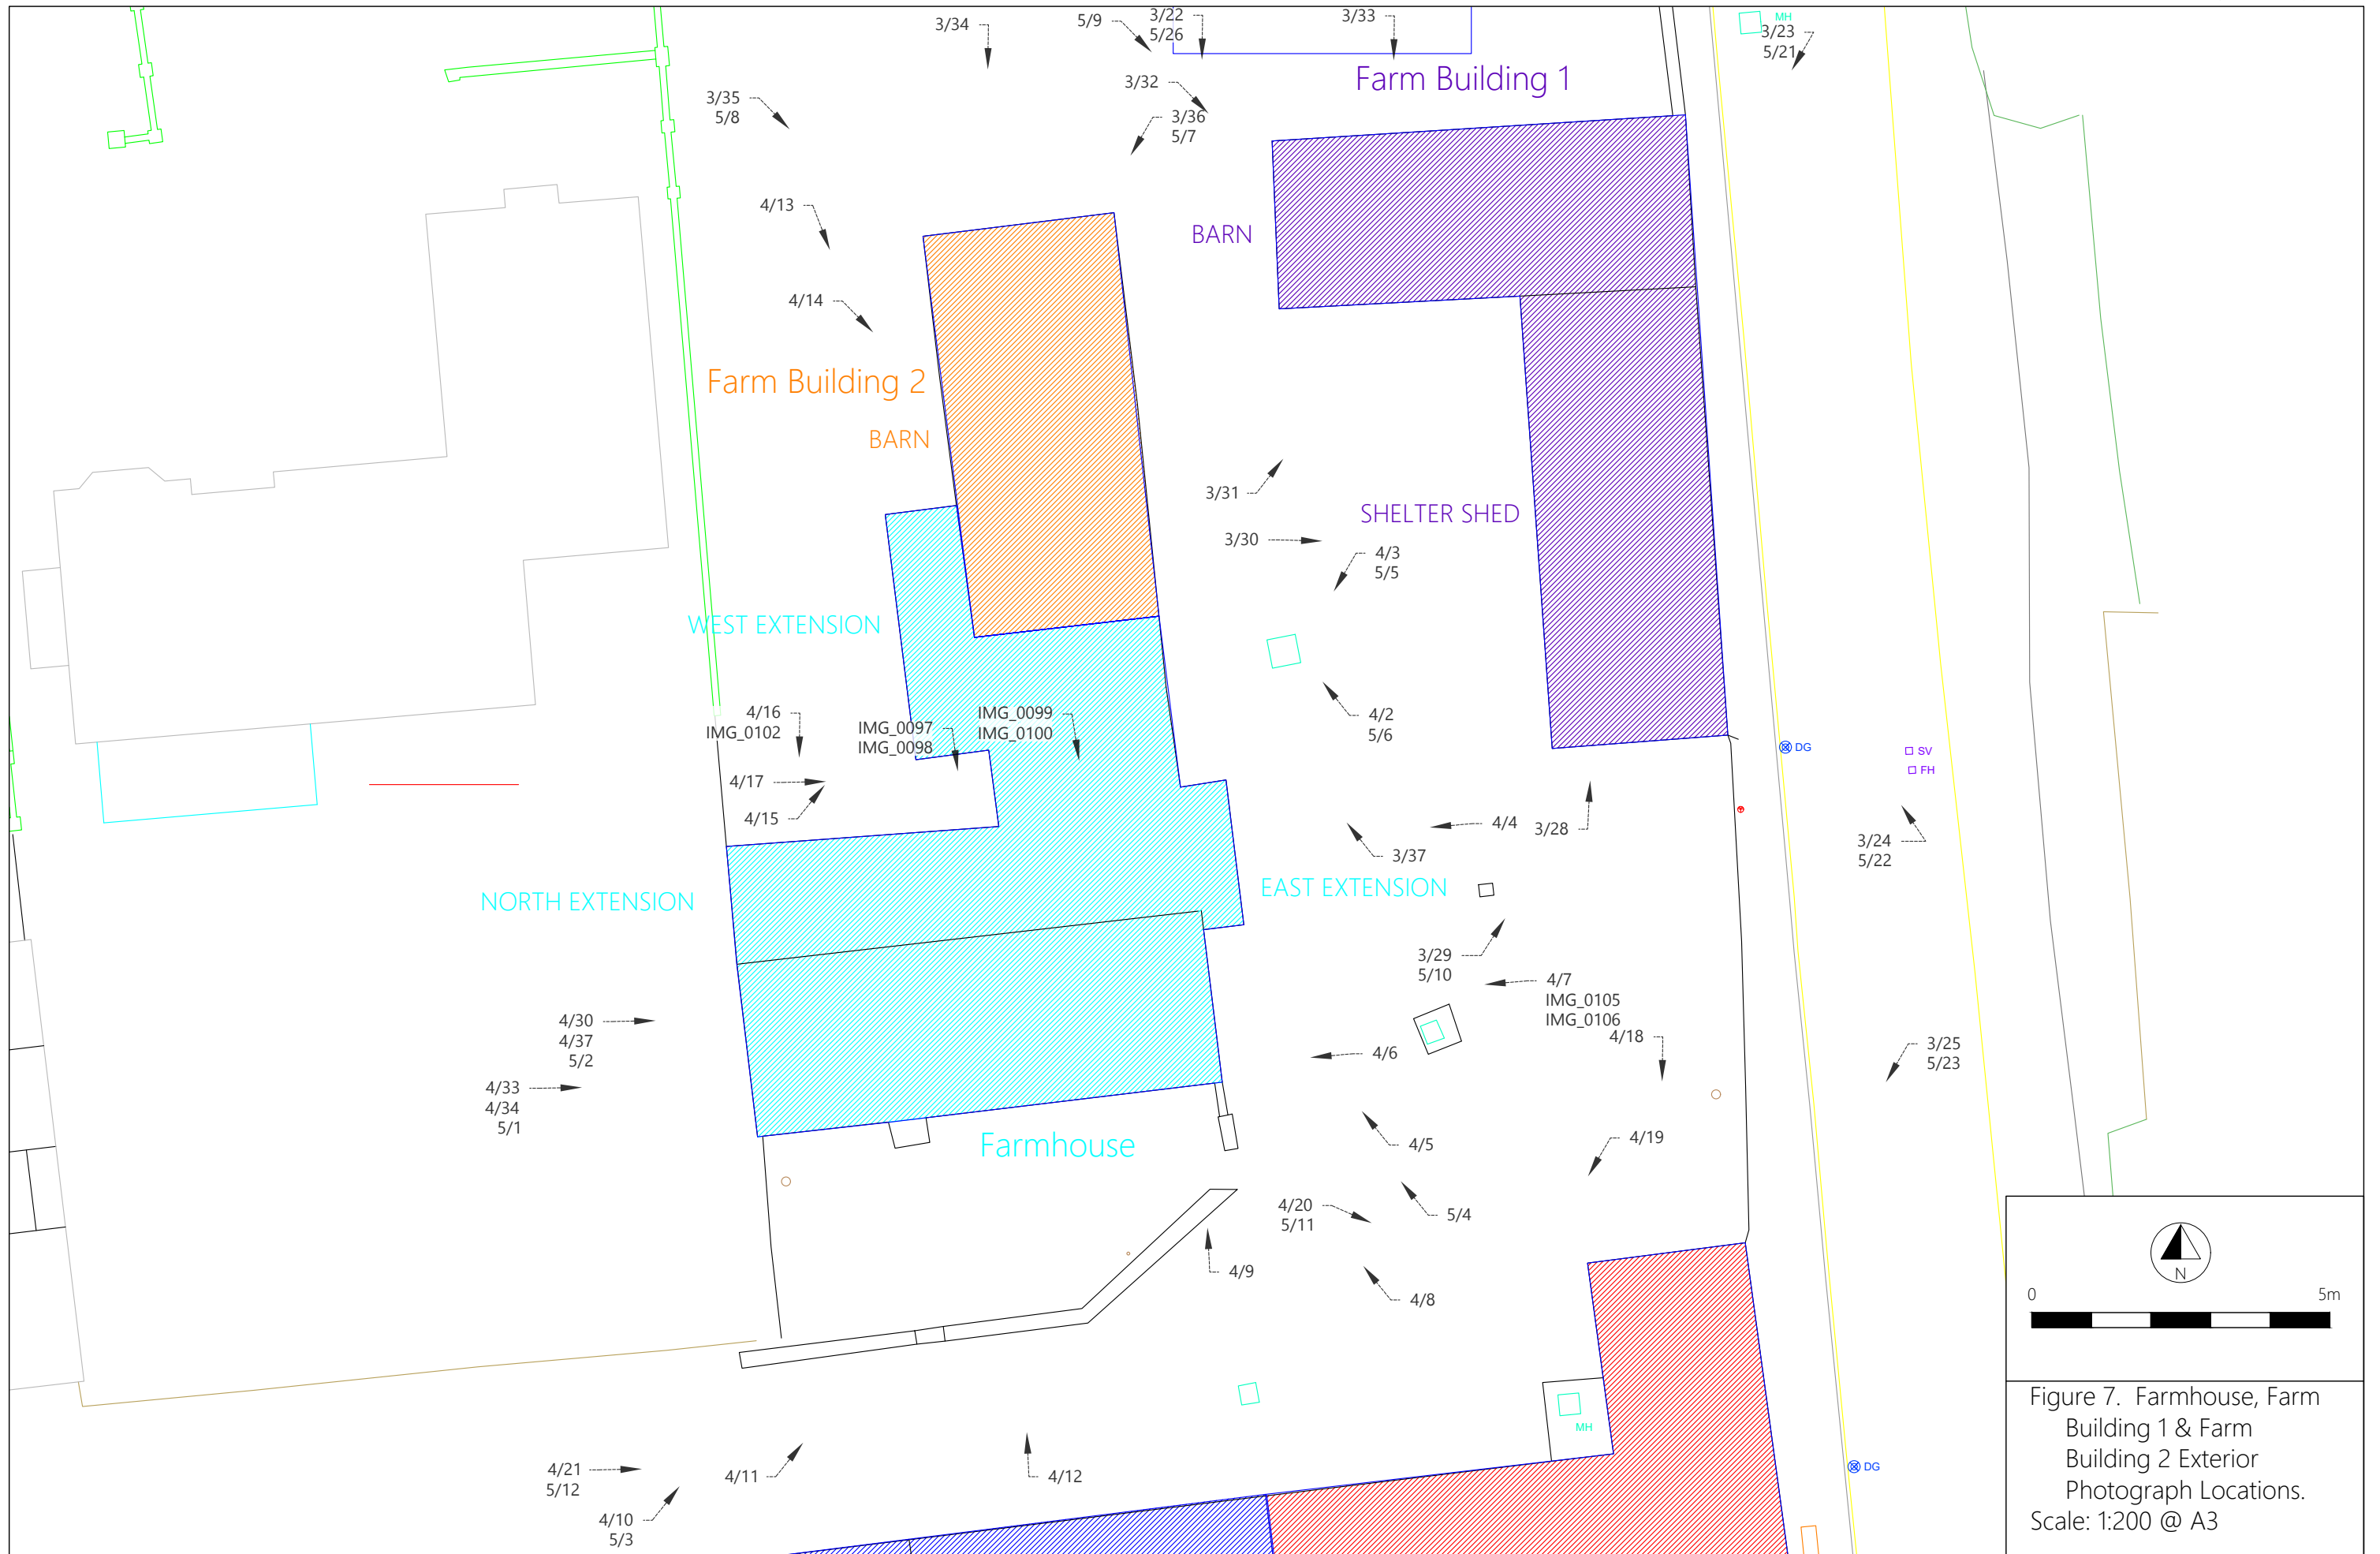 3/34
5/9
3/22
5/26
3/33
MH
3/23
5/21
Farm Building 1
3/35
5/8
3/32
3/36
5/7
4/13
BARN
4/14
Farm Building 2
BARN
3/31
SHELTER SHED
3/30
4/3
5/5
WEST EXTENSION
4/16
IMG_0102
IMG_0097
IMG_0098
IMG_0099
IMG_0100
4/2
5/6
DG
SV
FH
4/17
4/15
4/4
3/28
3/37
3/24
5/22
NORTH EXTENSION
EAST EXTENSION
3/29
5/10
4/7
IMG_0105
IMG_0106
4/18
4/30
4/37
5/2
4/6
3/25
5/23
4/33
4/34
5/1
Farmhouse
4/5
4/19
4/20
5/11
5/4
4/9
4/8
N
0
5m
MH
4/21
5/12
4/11
4/12
DG
4/10
5/3
Figure 7. Farmhouse, Farm
Building 1 & Farm
Building 2 Exterior
Photograph Locations.
Scale: 1:200 @ A3